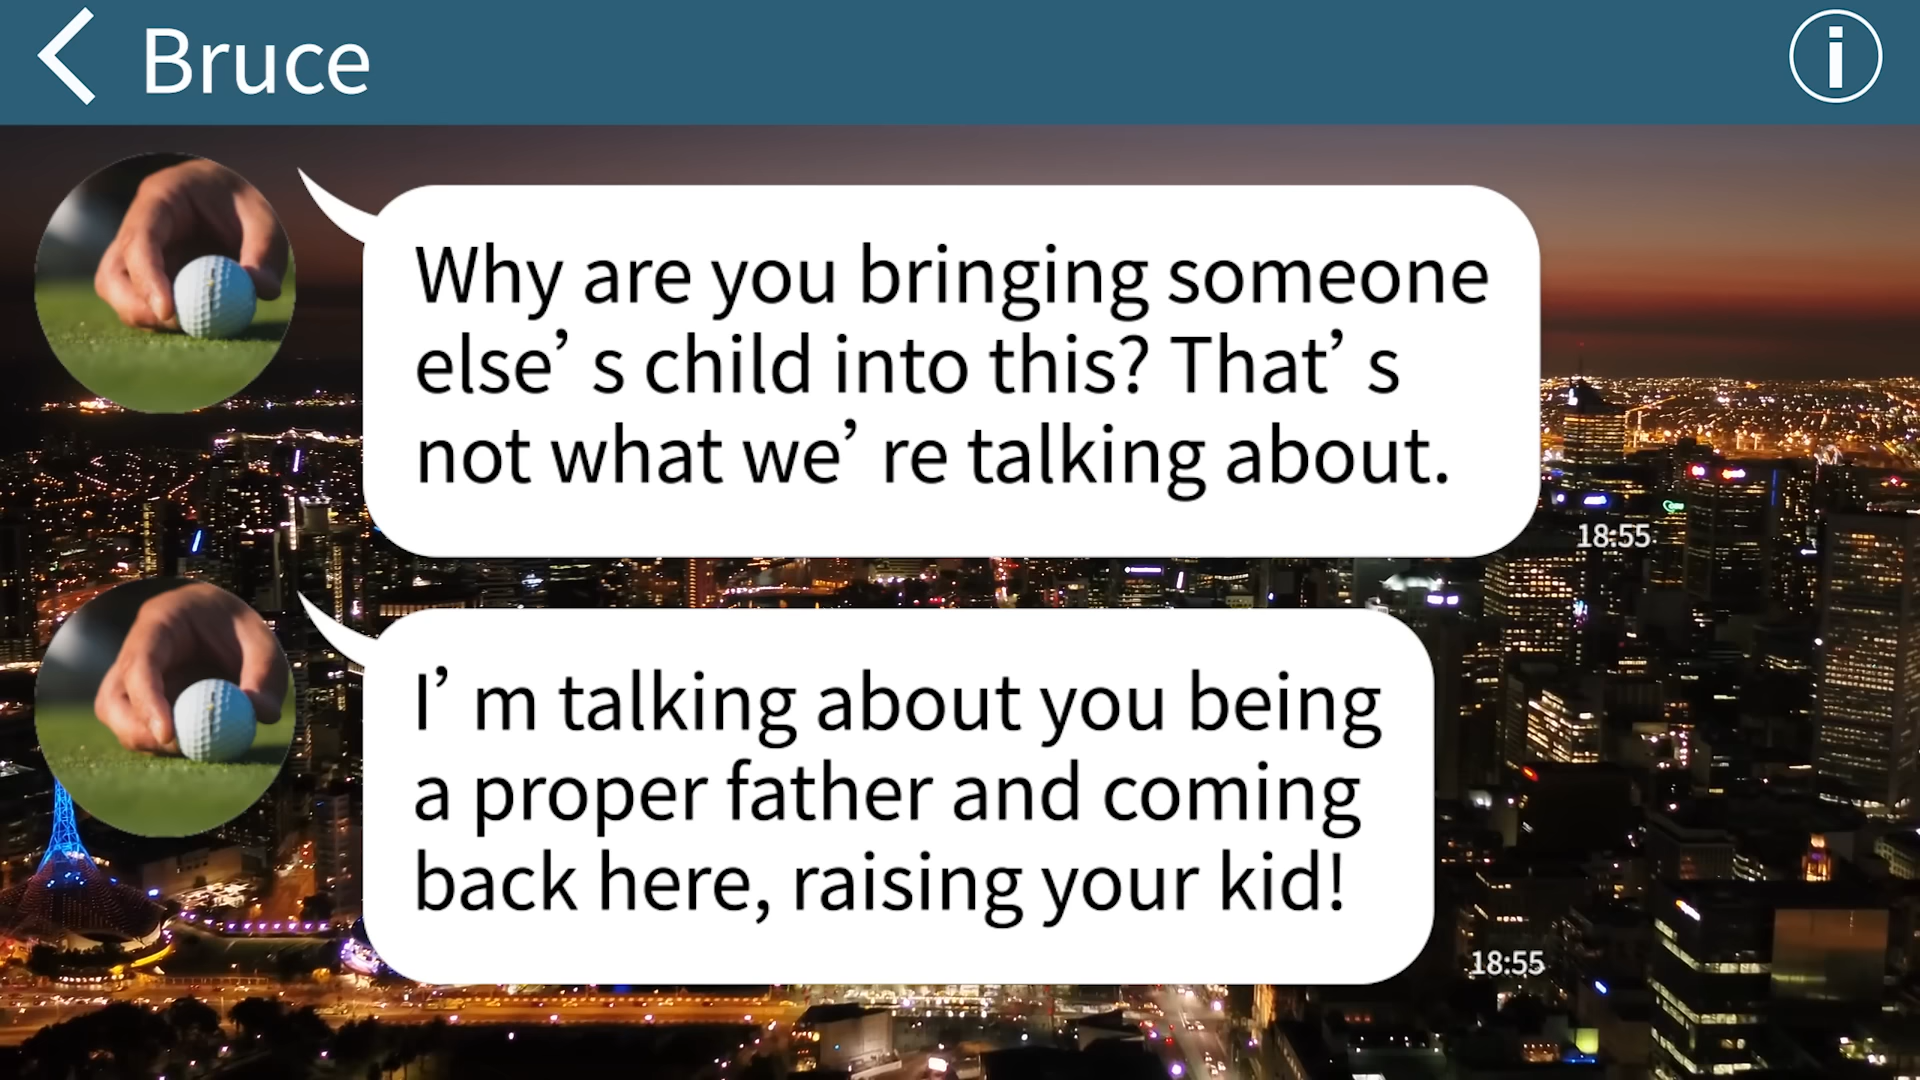 Bruce
Why are you bringing someone
else’s child into this? That’s
not what we’re talking about.
18:55
I’m talking about you being
a proper father and coming
back here, raising your kid!
18:55